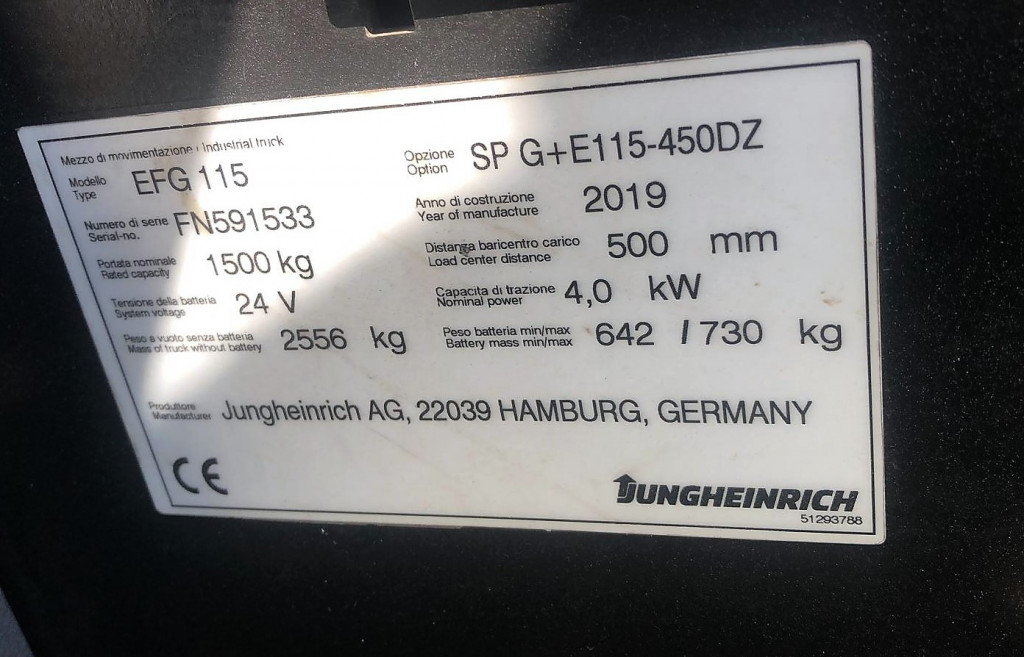 Mezzo di movimentazione / Industrial truck
Modello EFG 115 Opzione SP G+E115-450DZ
Type Option
Numero di serie FN591533 Anno di costruzione 2019
Serial-no. Year of manufacture
Portata nominale 1500 kg Distanza baricentro carico 500 mm
Rated capacity Load center distance
Tensione della batteria 24 V Capacita di trazione 4,0 kW
System voltage Nominal power
Peso a vuoto senza batteria 2556 kg Peso batteria min/max 642 / 730 kg
Mass of truck without battery Battery mass min/max
Produttore Jungheinrich AG, 22039 HAMBURG, GERMANY
Manufacturer
CE
JUNGHEINRICH
51293788